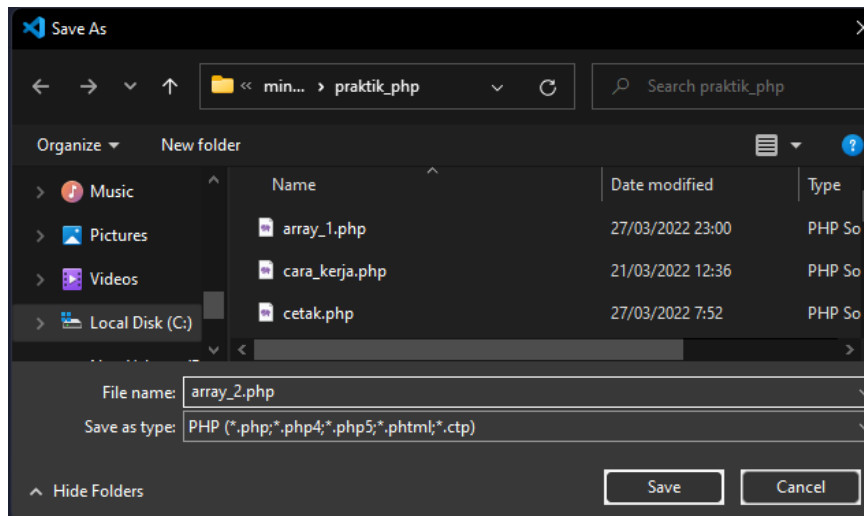 Save As
« min... › praktik_php
Search praktik_php
Organize
New folder
Name
Date modified
Type
Music
array_1.php
27/03/2022 23:00
PHP So
Pictures
Videos
cara_kerja.php
21/03/2022 12:36
PHP So
Local Disk (C:)
cetak.php
27/03/2022 7:52
PHP So
File name: array_2.php
Save as type: PHP (*.php;*.php4;*.php5;*.phtml;*.ctp)
Hide Folders
Save
Cancel